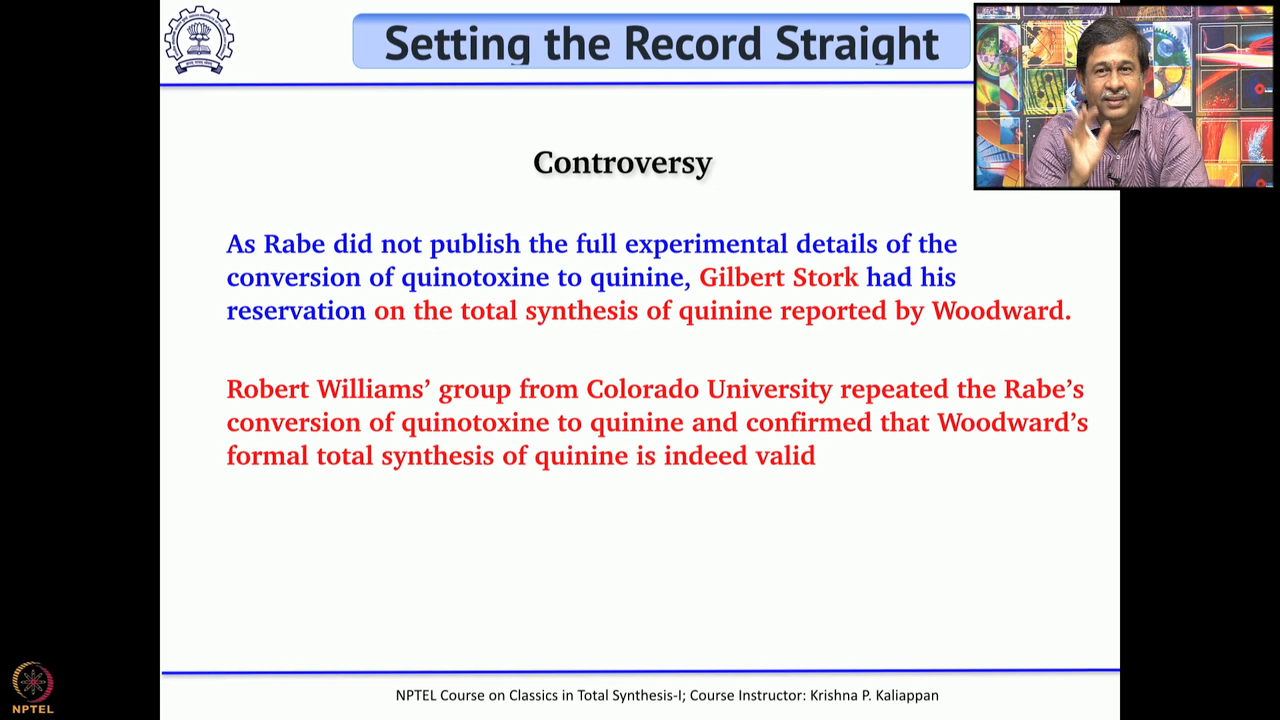 Setting the Record Straight
Controversy
As Rabe did not publish the full experimental details of the
conversion of quinotoxine to quinine, Gilbert Stork had his
reservation on the total synthesis of quinine reported by Woodward.
Robert Williams’ group from Colorado University repeated the Rabe’s
conversion of quinotoxine to quinine and confirmed that Woodward’s
formal total synthesis of quinine is indeed valid
NPTEL
NPTEL Course on Classics in Total Synthesis-I; Course Instructor: Krishna P. Kaliappan